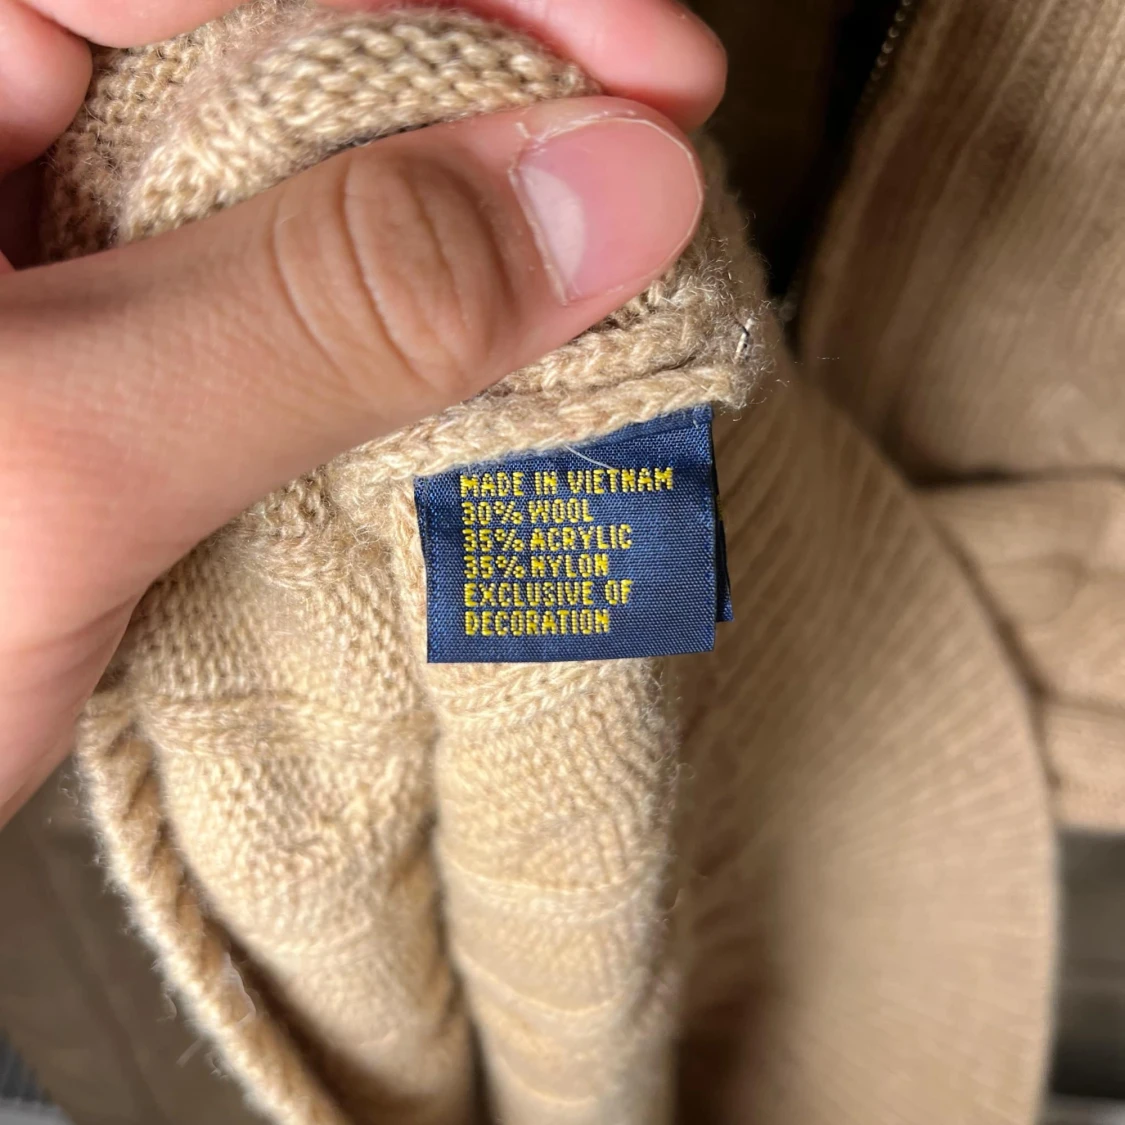 MADE IN VIETNAM
30% WOOL
35% ACRYLIC
35% NYLON
EXCLUSIVE OF
DECORATION